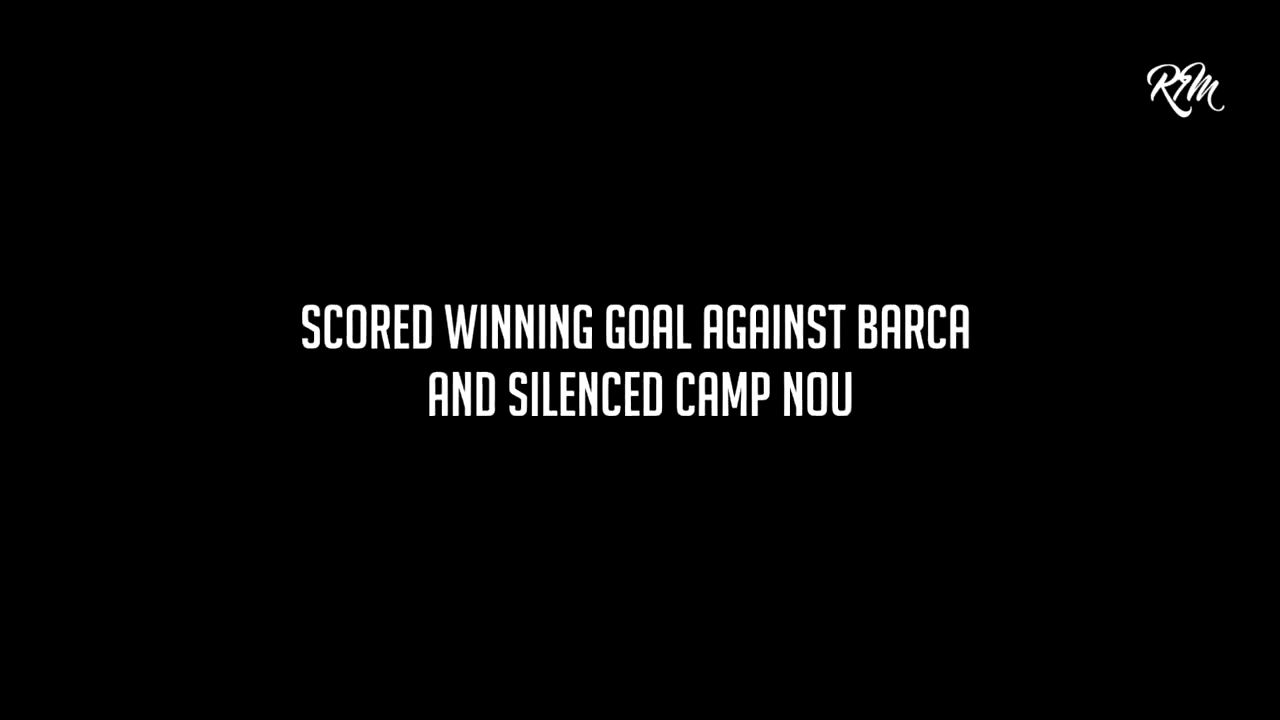 RM
SCORED WINNING GOAL AGAINST BARCA
AND SILENCED CAMP NOU